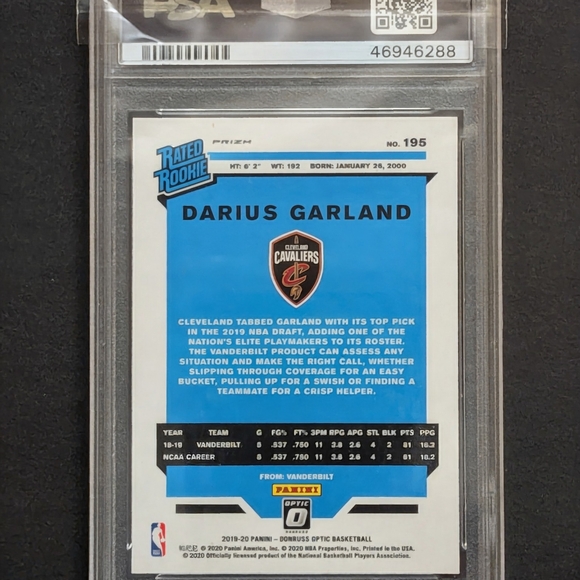 PSA
46946288
RATED ROOKIE
PRIZM
NO. 195
HT: 6' 2" WT: 192 BORN: JANUARY 26, 2000
DARIUS GARLAND
CLEVELAND
CAVALIERS
C
CLEVELAND TABBED GARLAND WITH ITS TOP PICK
IN THE 2019 NBA DRAFT, ADDING ONE OF THE
NATION'S ELITE PLAYMAKERS TO ITS ROSTER.
THE VANDERBILT PRODUCT CAN ASSESS ANY
SITUATION AND MAKE THE RIGHT CALL, WHETHER
SLIPPING THROUGH COVERAGE FOR AN EASY
BUCKET, PULLING UP FOR A SWISH OR FINDING A
TEAMMATE FOR A CRISP HELPER.
YEAR TEAM G FG% FT% 3PM RPG APG STL BLK PTS PPG
18-19 VANDERBILT 5 .537 .750 11 3.8 2.6 4 2 81 16.2
NCAA CAREER 5 .537 .750 11 3.8 2.6 4 2 81 16.2
FROM: VANDERBILT
PANINI
OPTIC
DONRUSS
2019-20 PANINI – DONRUSS OPTIC BASKETBALL
© 2020 Panini America, Inc. © 2020 NBA Properties, Inc. Printed in the USA.
© 2020 Officially licensed product of the National Basketball Players Association.